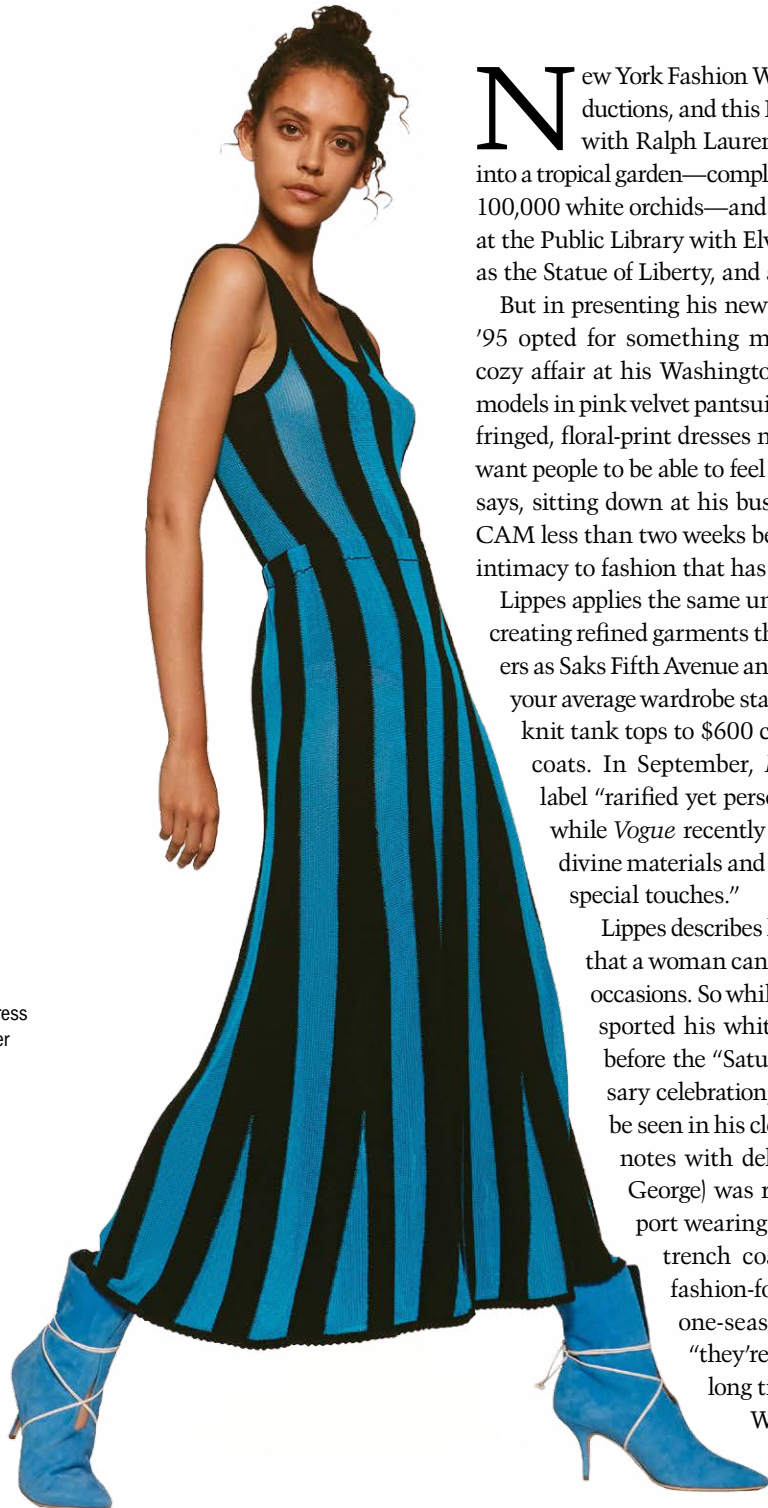 New York Fashion W
ductions, and this
with Ralph Lauren
into a tropical garden—compl
100,000 white orchids—and
at the Public Library with Elv
as the Statue of Liberty, and
But in presenting his new
’95 opted for something m
cozy affair at his Washingto
models in pink velvet pantsui
fringed, floral-print dresses
want people to be able to feel
says, sitting down at his bus
CAM less than two weeks be
intimacy to fashion that has
Lippes applies the same un
creating refined garments th
ers as Saks Fifth Avenue an
your average wardrobe sta
knit tank tops to $600 c
coats. In September,
label “rarified yet perso
while Vogue recently
divine materials and
special touches.”
Lippes describes
that a woman can
occasions. So whil
sported his whit
before the “Satu
sary celebration,
be seen in his clo
notes with del
George) was
port wearing
trench coa
fashion-fo
one-seas
“they’re
long ti
W
ress
er